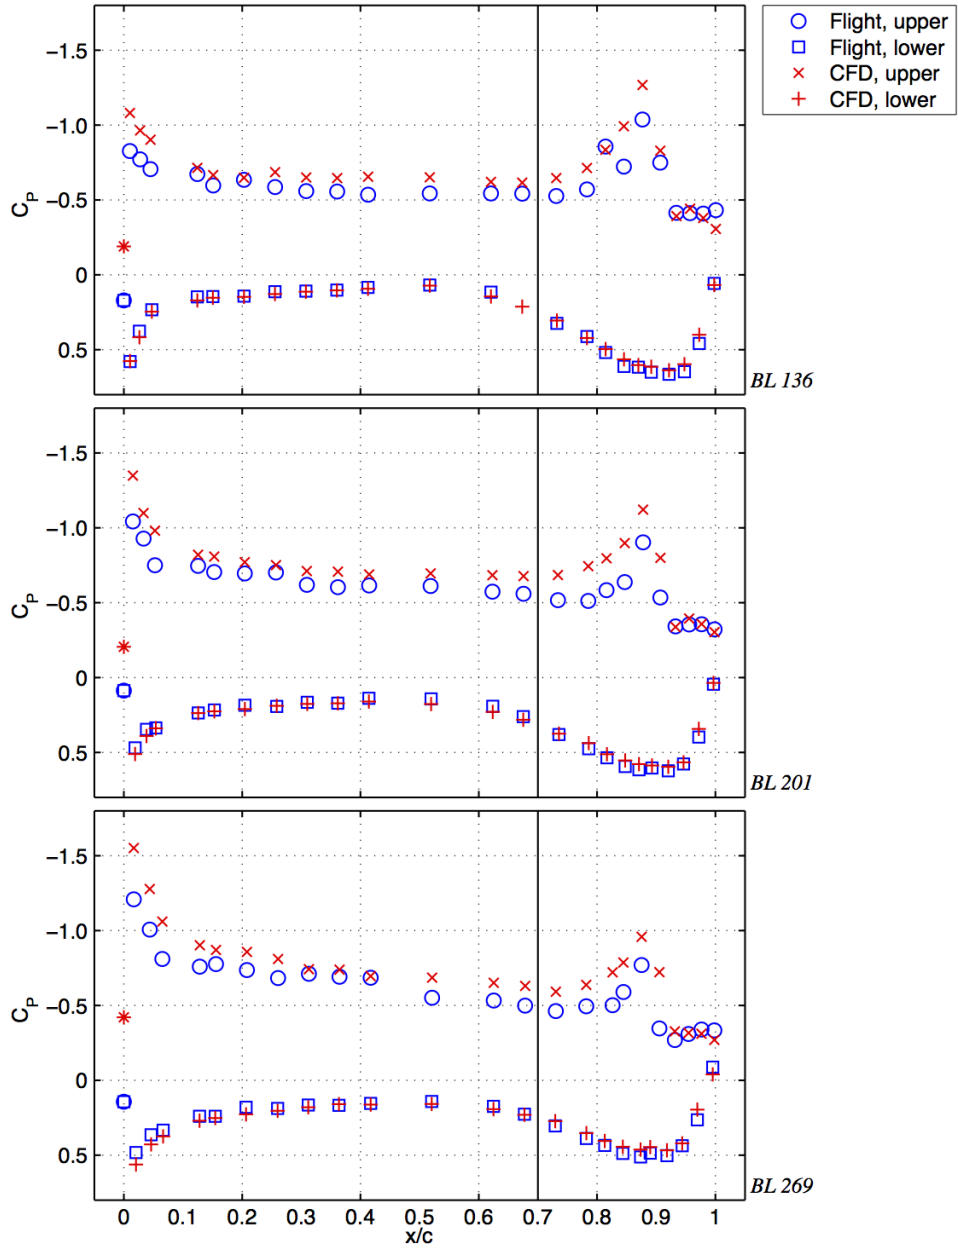 Flight, upper
Flight, lower
CFD, upper
CFD, lower
−1.5
−1.0
−0.5
0
0.5
C_P
BL 136
−1.5
−1.0
−0.5
0
0.5
C_P
BL 201
−1.5
−1.0
−0.5
0
0.5
C_P
BL 269
0 0.1 0.2 0.3 0.4 0.5 0.6 0.7 0.8 0.9 1
x/c